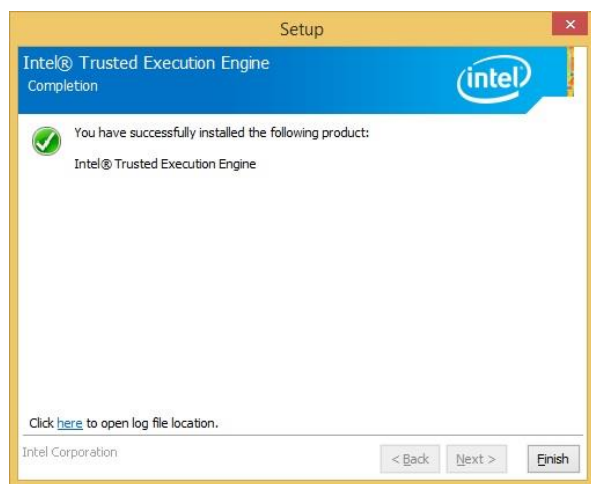 Setup
Intel® Trusted Execution Engine
Completion
intel
You have successfully installed the following product:
Intel® Trusted Execution Engine
Click here to open log file location.
Intel Corporation
< Back Next > Finish